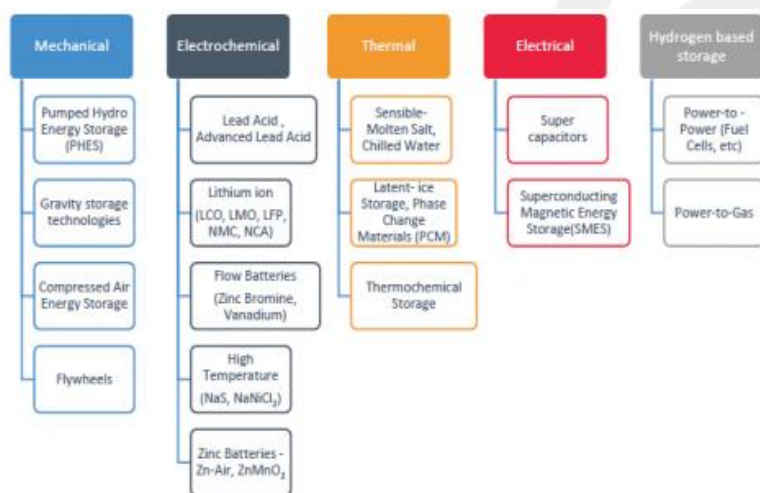 Mechanical
Pumped Hydro
Energy Storage
(PHES)
Gravity storage
technologies
Compressed Air
Energy Storage
Flywheels
Electrochemical
Lead Acid ,
Advanced Lead Acid
Lithium ion
(LCO, LMO, LFP,
NMC, NCA)
Flow Batteries
(Zinc Bromine,
Vanadium)
High
Temperature
(NaS, NaNiCl₂)
Zinc Batteries -
Zn-Air, ZnMnO₂
Thermal
Sensible-
Molten Salt,
Chilled Water
Latent- ice
Storage, Phase
Change
Materials (PCM)
Thermochemical
Storage
Electrical
Super
capacitors
Superconducting
Magnetic Energy
Storage(SMES)
Hydrogen based
storage
Power-to -
Power (Fuel
Cells, etc)
Power-to-Gas